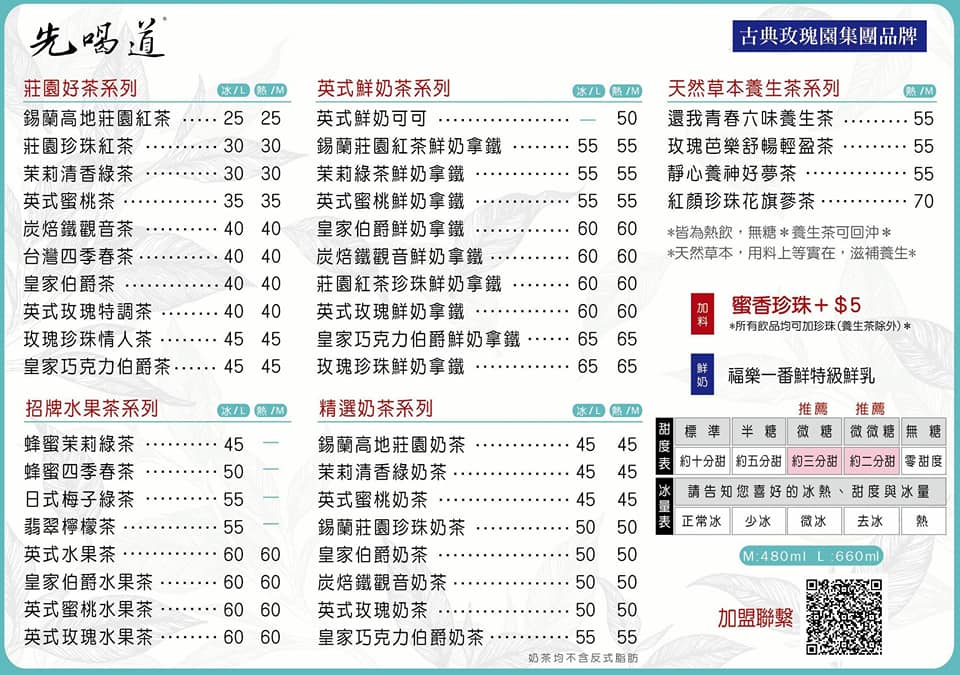 先喝道
古典玫瑰園集團品牌
莊園好茶系列 冰/L 熱/M
錫蘭高地莊園紅茶 ····· 25 25
莊園珍珠紅茶 ·········· 30 30
茉莉清香綠茶 ·········· 30 30
英式蜜桃茶 ············· 35 35
炭焙鐵觀音茶 ·········· 40 40
台灣四季春茶 ·········· 40 40
皇家伯爵茶 ············· 40 40
英式玫瑰特調茶 ······· 40 40
玫瑰珍珠情人茶 ······· 45 45
皇家巧克力伯爵茶 ······ 45 45
招牌水果茶系列 冰/L 熱/M
蜂蜜茉莉綠茶 ·········· 45 —
蜂蜜四季春茶 ·········· 50 —
日式梅子綠茶 ·········· 55 —
翡翠檸檬茶 ············· 55 —
英式水果茶 ············· 60 60
皇家伯爵水果茶 ······· 60 60
英式蜜桃水果茶 ······· 60 60
英式玫瑰水果茶 ······· 60 60
英式鮮奶茶系列 冰/L 熱/M
英式鮮奶可可 ·················· — 50
錫蘭莊園紅茶鮮奶拿鐵 ······· 55 55
茉莉綠茶鮮奶拿鐵 ············ 55 55
英式蜜桃鮮奶拿鐵 ············ 55 55
皇家伯爵鮮奶拿鐵 ············ 60 60
炭焙鐵觀音鮮奶拿鐵 ·········· 60 60
莊園紅茶珍珠鮮奶拿鐵 ······· 60 60
英式玫瑰鮮奶拿鐵 ············ 60 60
皇家巧克力伯爵鮮奶拿鐵 ······ 65 65
玫瑰珍珠鮮奶拿鐵 ············ 65 65
精選奶茶系列 冰/L 熱/M
錫蘭高地莊園奶茶 ············ 45 45
茉莉清香綠奶茶 ··············· 45 45
英式蜜桃奶茶 ·················· 45 45
錫蘭莊園珍珠奶茶 ············ 50 50
皇家伯爵奶茶 ·················· 50 50
炭焙鐵觀音奶茶 ··············· 50 50
英式玫瑰奶茶 ·················· 50 50
皇家巧克力伯爵奶茶 ·········· 55 55
奶茶均不含反式脂肪
天然草本養生茶系列 熱/M
還我青春六味養生茶 ········· 55
玫瑰芭樂舒暢輕盈茶 ········· 55
靜心養神好夢茶 ·············· 55
紅顏珍珠花旗蔘茶 ············ 70
*皆為熱飲,無糖*養生茶可回沖*
*天然草本,用料上等實在,滋補養生*
加料 蜜香珍珠+$5
*所有飲品均可加珍珠(養生茶除外)*
鮮奶 福樂一番鮮特級鮮乳
推薦 推薦
甜度表 標準 半糖 微糖 微微糖 無糖
約十分甜 約五分甜 約三分甜 約二分甜 零甜度
冰量表 請告知您喜好的冰熱、甜度與冰量
正常冰 少冰 微冰 去冰 熱
M:480ml L:660ml
加盟聯繫